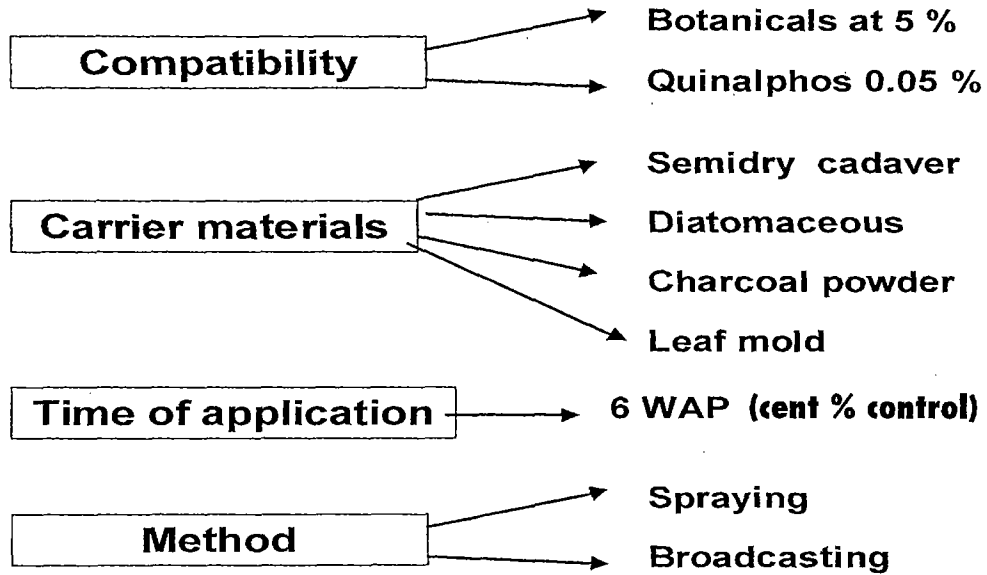 Compatibility
Botanicals at 5 %
Quinalphos 0.05 %
Carrier materials
Semidry cadaver
Diatomaceous
Charcoal powder
Leaf mold
Time of application
6 WAP (cent % control)
Method
Spraying
Broadcasting